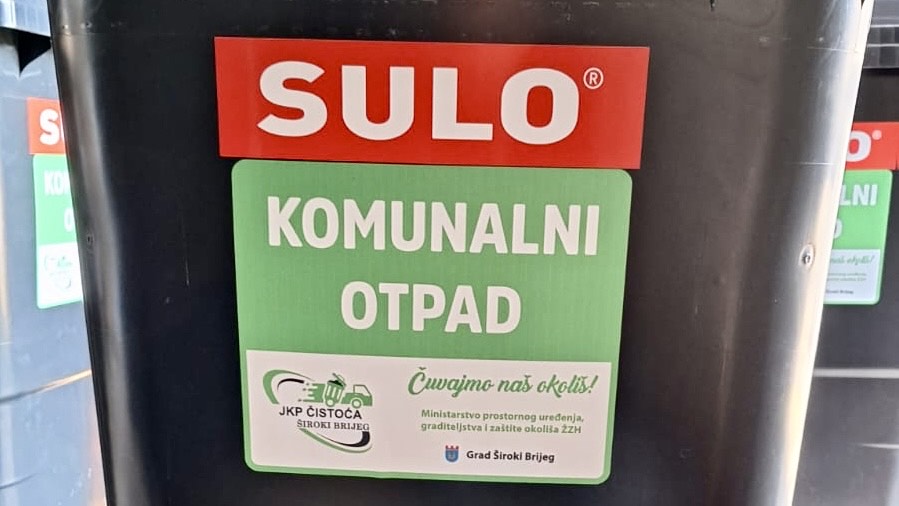 SULO®
KOMUNALNI
OTPAD
JKP ČISTOĆA
ŠIROKI BRIJEG
Čuvajmo naš okoliš!
Ministarstvo prostornog uređenja,
graditeljstva i zaštite okoliša ŽZH
Grad Široki Brijeg